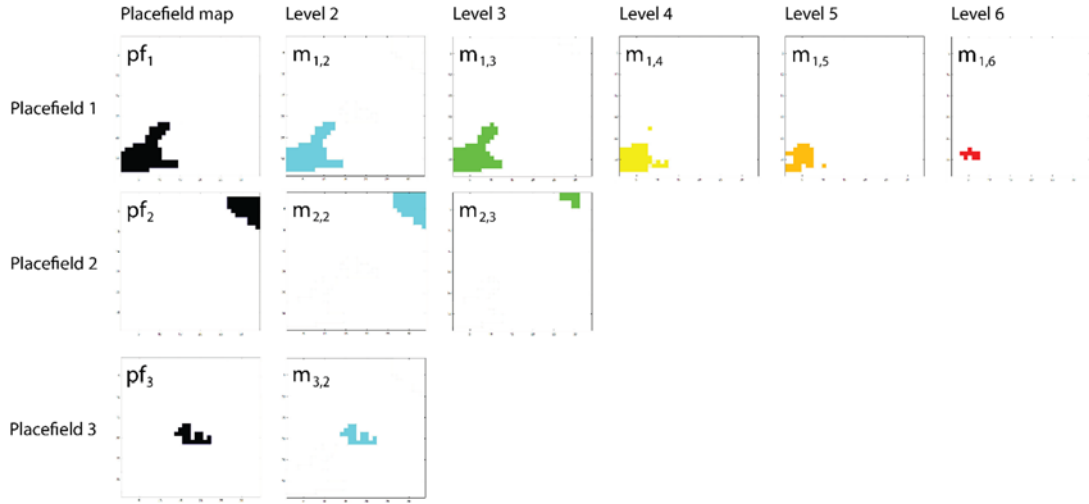 Placefield map Level 2 Level 3 Level 4 Level 5 Level 6
Placefield 1 pf1 m1,2 m1,3 m1,4 m1,5 m1,6
Placefield 2 pf2 m2,2 m2,3
Placefield 3 pf3 m3,2